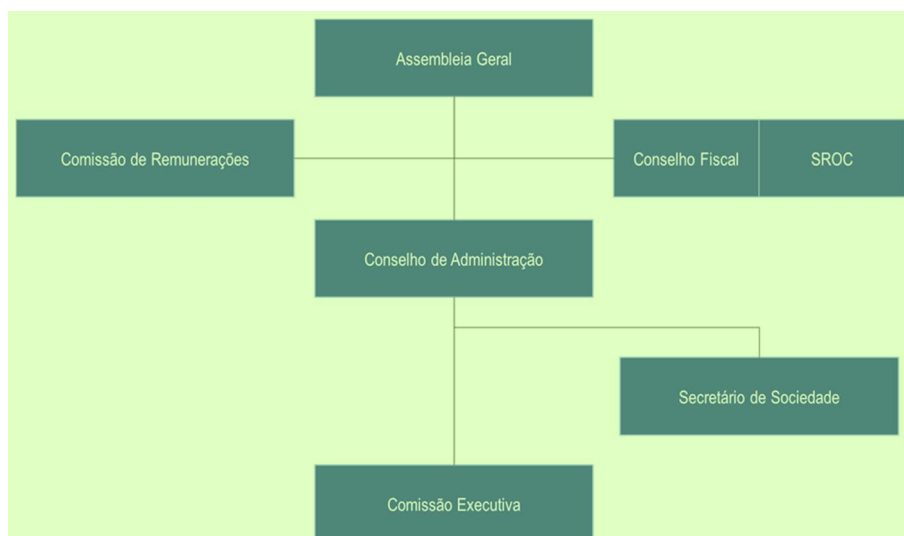 Assembleia Geral
Comissão de Remunerações
Conselho Fiscal
SROC
Conselho de Administração
Secretário de Sociedade
Comissão Executiva